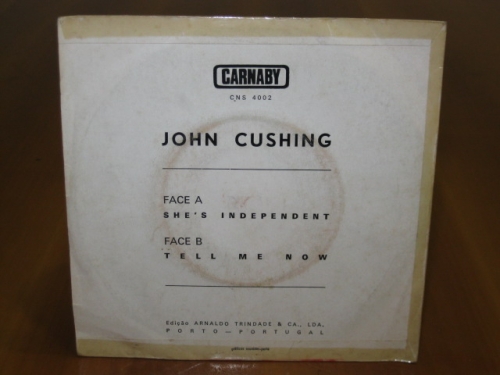 CARNABY
CNS 4002
JOHN CUSHING
FACE A
SHE'S INDEPENDENT
FACE B
TELL ME NOW
Edição ARNALDO TRINDADE & CA., LDA,
PORTO — PORTUGAL